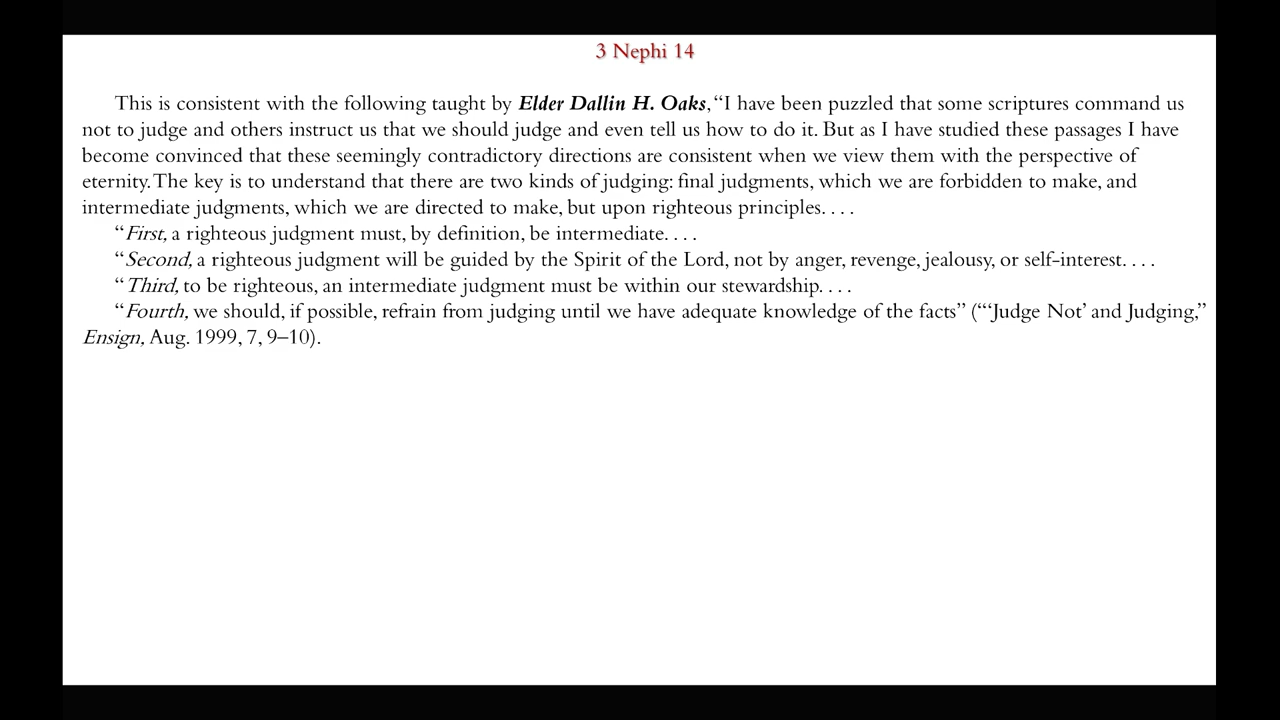 3 Nephi 14
This is consistent with the following taught by Elder Dallin H. Oaks, “I have been puzzled that some scriptures command us
not to judge and others instruct us that we should judge and even tell us how to do it. But as I have studied these passages I have
become convinced that these seemingly contradictory directions are consistent when we view them with the perspective of
eternity. The key is to understand that there are two kinds of judging: final judgments, which we are forbidden to make, and
intermediate judgments, which we are directed to make, but upon righteous principles. . . .
“First, a righteous judgment must, by definition, be intermediate. . . .
“Second, a righteous judgment will be guided by the Spirit of the Lord, not by anger, revenge, jealousy, or self-interest. . . .
“Third, to be righteous, an intermediate judgment must be within our stewardship. . . .
“Fourth, we should, if possible, refrain from judging until we have adequate knowledge of the facts” (“‘Judge Not’ and Judging,”
Ensign, Aug. 1999, 7, 9–10).